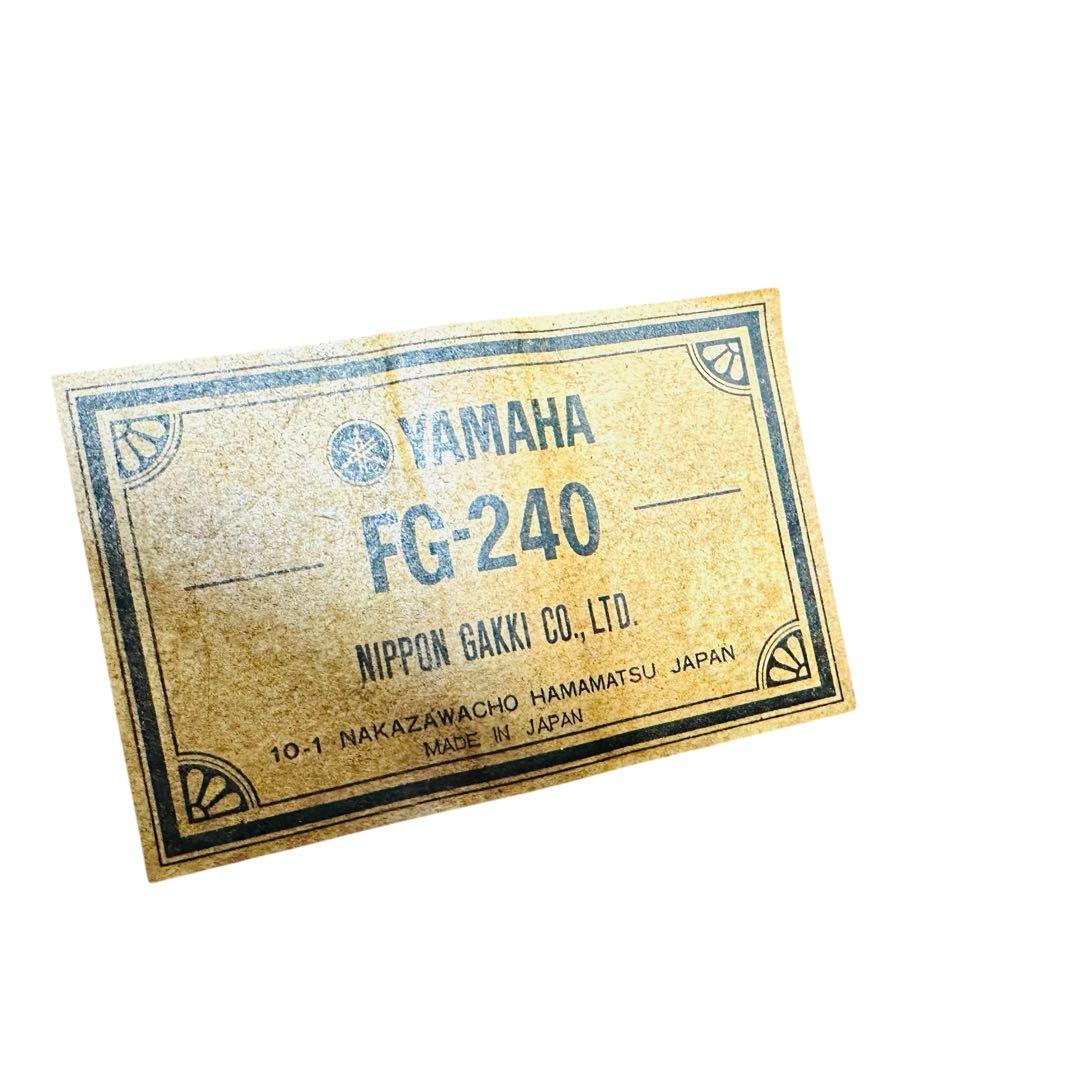 YAMAHA
FG-240
NIPPON GAKKI CO., LTD.
10-1 NAKAZAWACHO HAMAMATSU JAPAN
MADE IN JAPAN